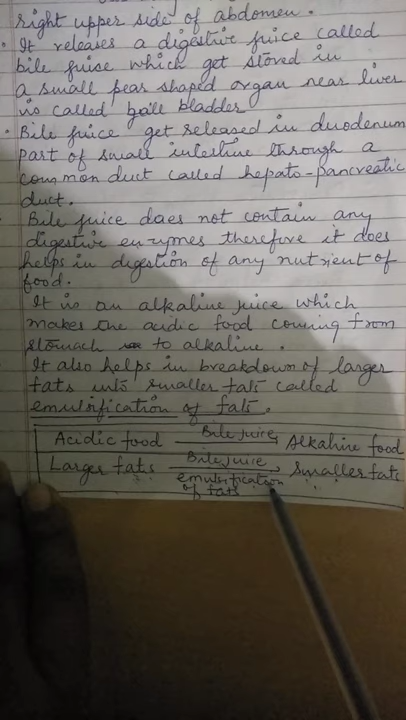 right upper side of abdomen.
• It releases a digestive juice called
bile juise which get stored in
a small pear shaped organ near liver
is called gall bladder
• Bile juice get released in duodenum
part of small intestine through a
common duct called hepato-pancreatic
duct.
Bile juice does not contain any
digestive enzymes therefore it does
helps in digestion of any nutrient of
food.
It is an alkaline juice which
makes the acidic food coming from
stomach to alkaline.
It also helps in breakdown of larger
fats into smaller fats called
emulsification of fats.
Acidic food Bile juice Alkaline food
Larger fats Bile juice Smaller fats
emulsification
of fats